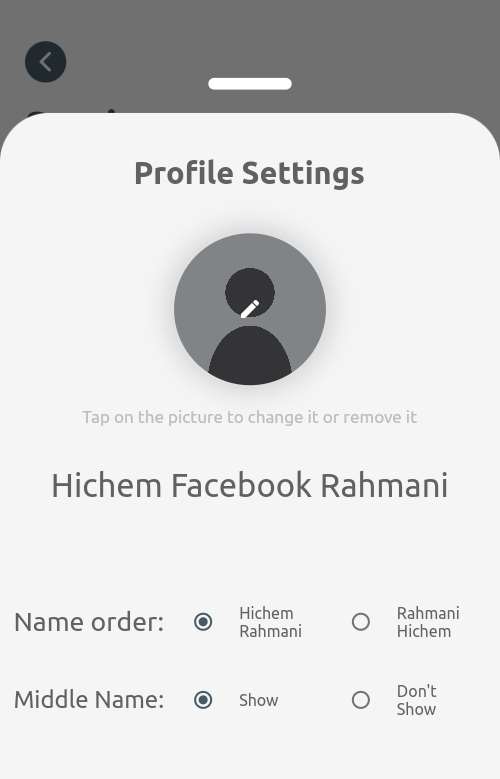 Profile Settings
Tap on the picture to change it or remove it
Hichem Facebook Rahmani
Name order:
Hichem
Rahmani
Rahmani
Hichem
Middle Name:
Show
Don't
Show